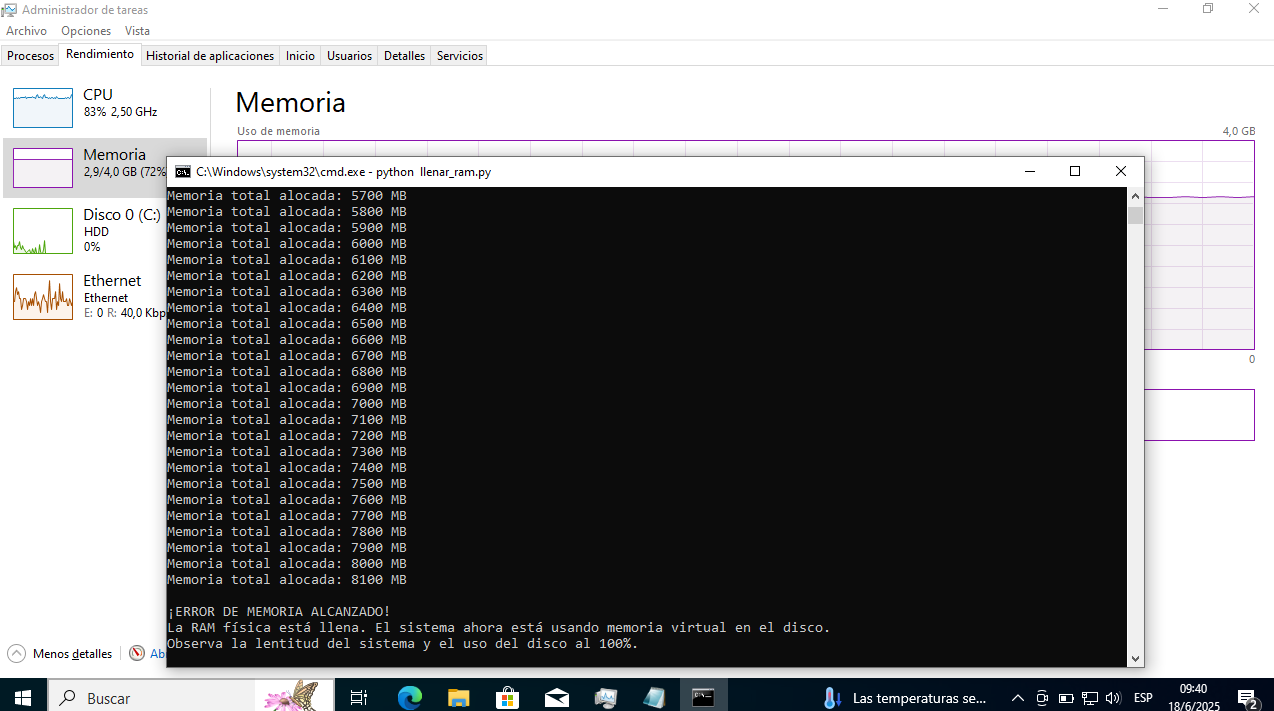 Administrador de tareas
Archivo Opciones Vista
Procesos Rendimiento Historial de aplicaciones Inicio Usuarios Detalles Servicios
CPU
83% 2,50 GHz
Memoria
2,9/4,0 GB (72%
Disco 0 (C:)
HDD
0%
Ethernet
Ethernet
E: 0 R: 40,0 Kbp
Memoria
Uso de memoria 4,0 GB
0
C:\Windows\system32\cmd.exe - python llenar_ram.py
Memoria total alocada: 5700 MB
Memoria total alocada: 5800 MB
Memoria total alocada: 5900 MB
Memoria total alocada: 6000 MB
Memoria total alocada: 6100 MB
Memoria total alocada: 6200 MB
Memoria total alocada: 6300 MB
Memoria total alocada: 6400 MB
Memoria total alocada: 6500 MB
Memoria total alocada: 6600 MB
Memoria total alocada: 6700 MB
Memoria total alocada: 6800 MB
Memoria total alocada: 6900 MB
Memoria total alocada: 7000 MB
Memoria total alocada: 7100 MB
Memoria total alocada: 7200 MB
Memoria total alocada: 7300 MB
Memoria total alocada: 7400 MB
Memoria total alocada: 7500 MB
Memoria total alocada: 7600 MB
Memoria total alocada: 7700 MB
Memoria total alocada: 7800 MB
Memoria total alocada: 7900 MB
Memoria total alocada: 8000 MB
Memoria total alocada: 8100 MB
¡ERROR DE MEMORIA ALCANZADO!
La RAM física está llena. El sistema ahora está usando memoria virtual en el disco.
Observa la lentitud del sistema y el uso del disco al 100%.
Menos detalles Ab
Buscar
Las temperaturas se...
ESP
09:40
18/6/2025
2